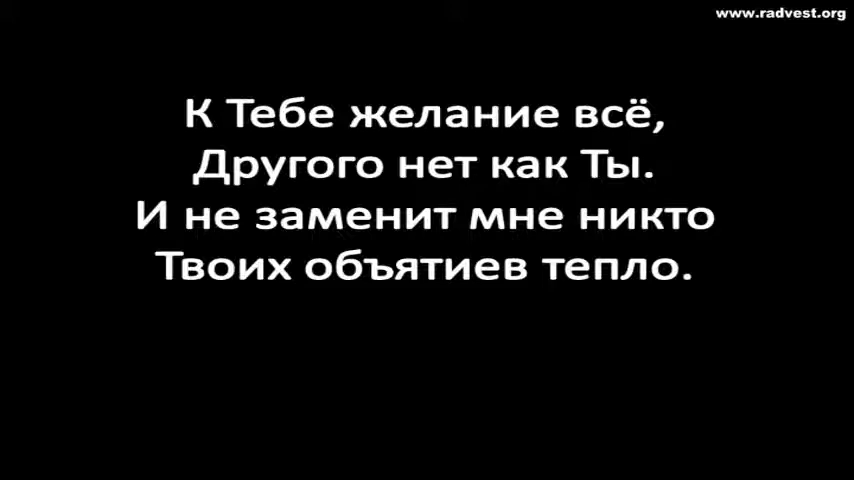 www.radvest.org
К Тебе желание всё,
Другого нет как Ты.
И не заменит мне никто
Твоих объятиев тепло.